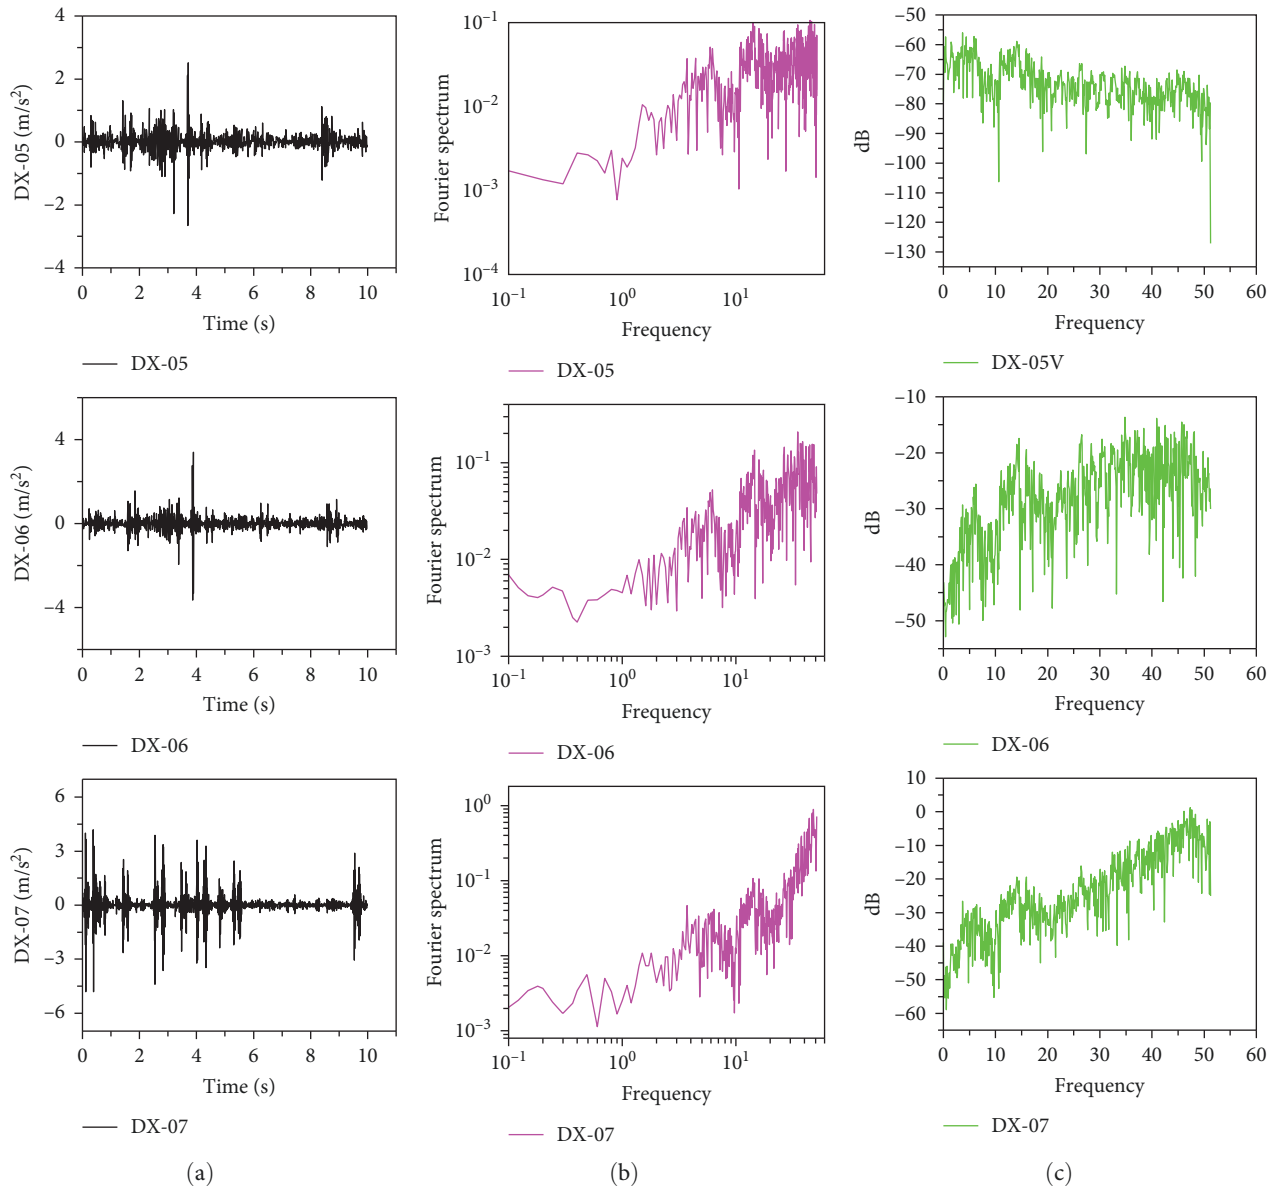 4
2
0
−2
−4
DX-05 (m/s²)
0 2 4 6 8 10
Time (s)
DX-05
10⁻¹
10⁻²
10⁻³
10⁻⁴
Fourier spectrum
10⁻¹ 10⁰ 10¹
Frequency
DX-05
−50
−60
−70
−80
−90
−100
−110
−120
−130
dB
0 10 20 30 40 50 60
Frequency
DX-05V
4
0
−4
DX-06 (m/s²)
0 2 4 6 8 10
Time (s)
DX-06
10⁻¹
10⁻²
10⁻³
Fourier spectrum
10⁻¹ 10⁰ 10¹
Frequency
DX-06
−10
−20
−30
−40
−50
dB
0 10 20 30 40 50 60
Frequency
DX-06
6
3
0
−3
−6
DX-07 (m/s²)
0 2 4 6 8 10
Time (s)
DX-07
10⁰
10⁻¹
10⁻²
10⁻³
Fourier spectrum
10⁻¹ 10⁰ 10¹
Frequency
DX-07
10
0
−10
−20
−30
−40
−50
−60
dB
0 10 20 30 40 50 60
Frequency
DX-07
(a)
(b)
(c)